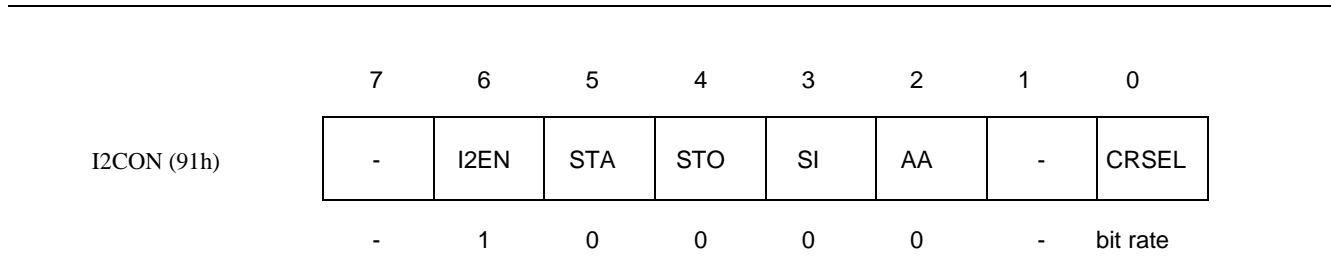 7 6 5 4 3 2 1 0
I2CON (91h) - I2EN STA STO SI AA - CRSEL
- 1 0 0 0 0 - bit rate